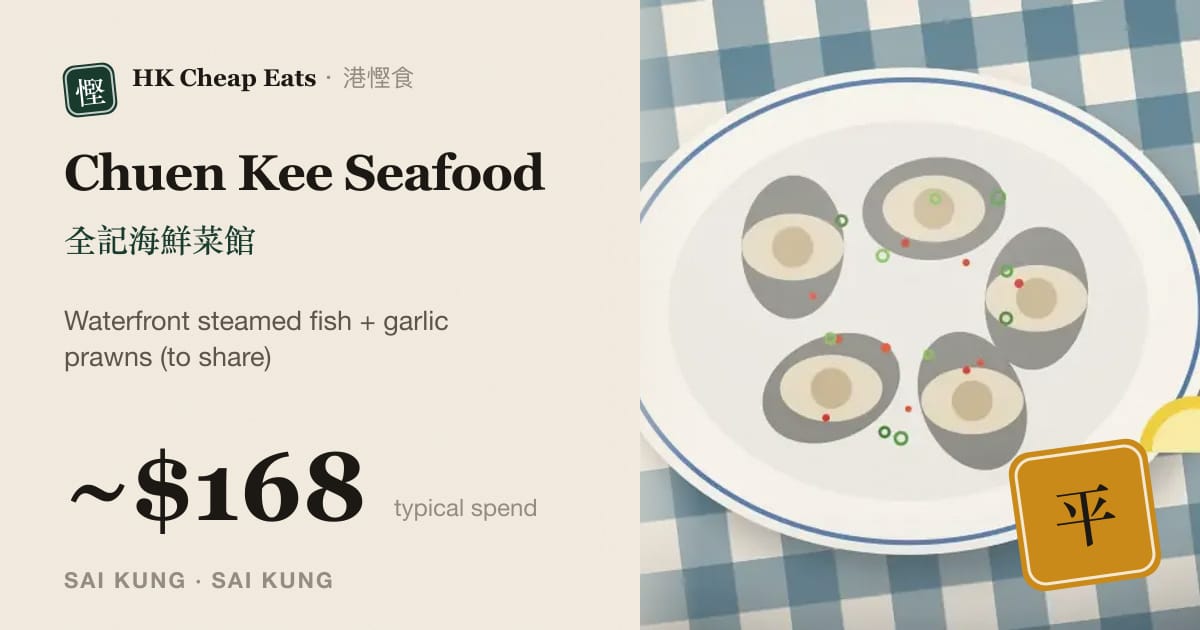 慳
HK Cheap Eats · 港慳食
Chuen Kee Seafood
全記海鮮菜館
Waterfront steamed fish + garlic
prawns (to share)
~$168 typical spend
SAI KUNG · SAI KUNG
平